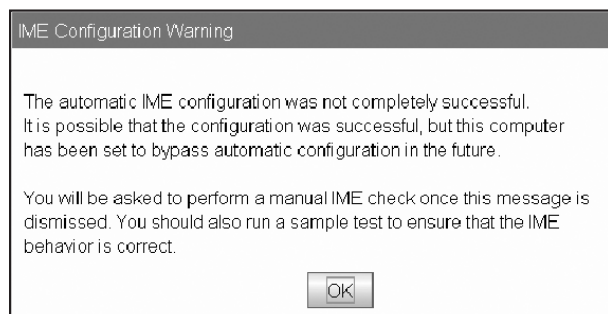 IME Configuration Warning
The automatic IME configuration was not completely successful.
It is possible that the configuration was successful, but this computer
has been set to bypass automatic configuration in the future.
You will be asked to perform a manual IME check once this message is
dismissed. You should also run a sample test to ensure that the IME
behavior is correct.
OK